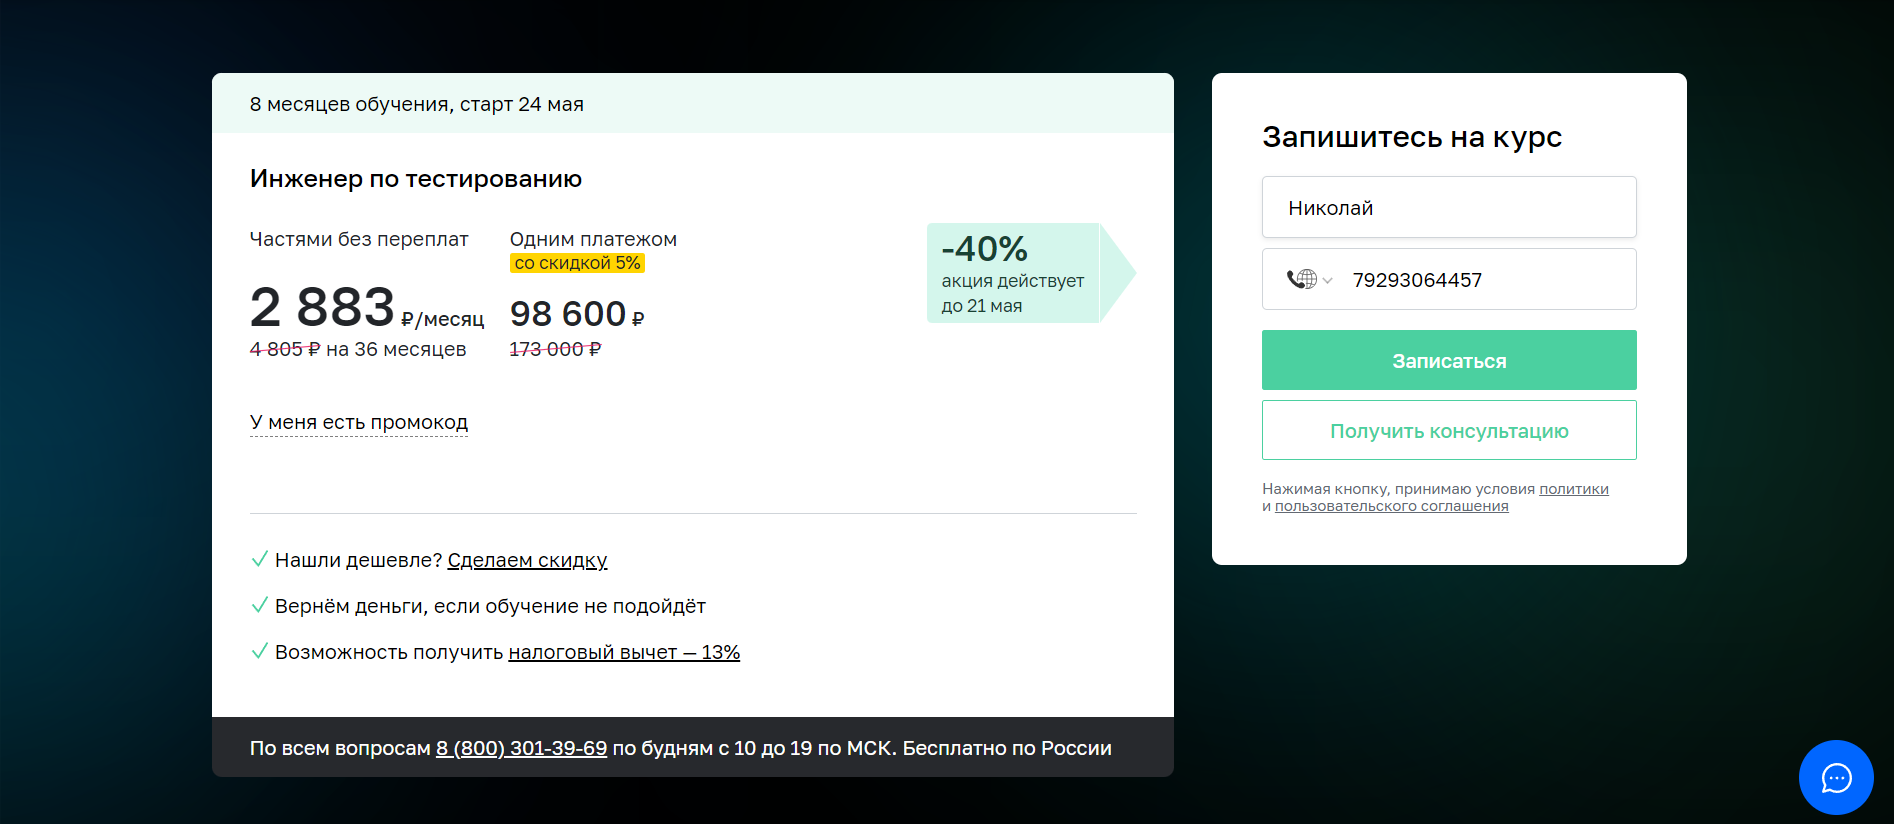 8 месяцев обучения, старт 24 мая
Инженер по тестированию
Частями без переплат
2 883 ₽/месяц
4 805 ₽ на 36 месяцев
Одним платежом
со скидкой 5%
98 600 ₽
173 000 ₽
-40%
акция действует
до 21 мая
У меня есть промокод
Нашли дешевле? Сделаем скидку
Вернём деньги, если обучение не подойдёт
Возможность получить налоговый вычет — 13%
По всем вопросам 8 (800) 301-39-69 по будням с 10 до 19 по МСК. Бесплатно по России
Запишитесь на курс
Николай
79293064457
Записаться
Получить консультацию
Нажимая кнопку, принимаю условия политики
и пользовательского соглашения